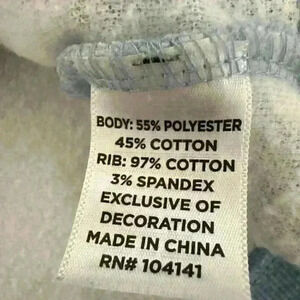 BODY: 55% POLYESTER
45% COTTON
RIB: 97% COTTON
3% SPANDEX
EXCLUSIVE OF
DECORATION
MADE IN CHINA
RN# 104141